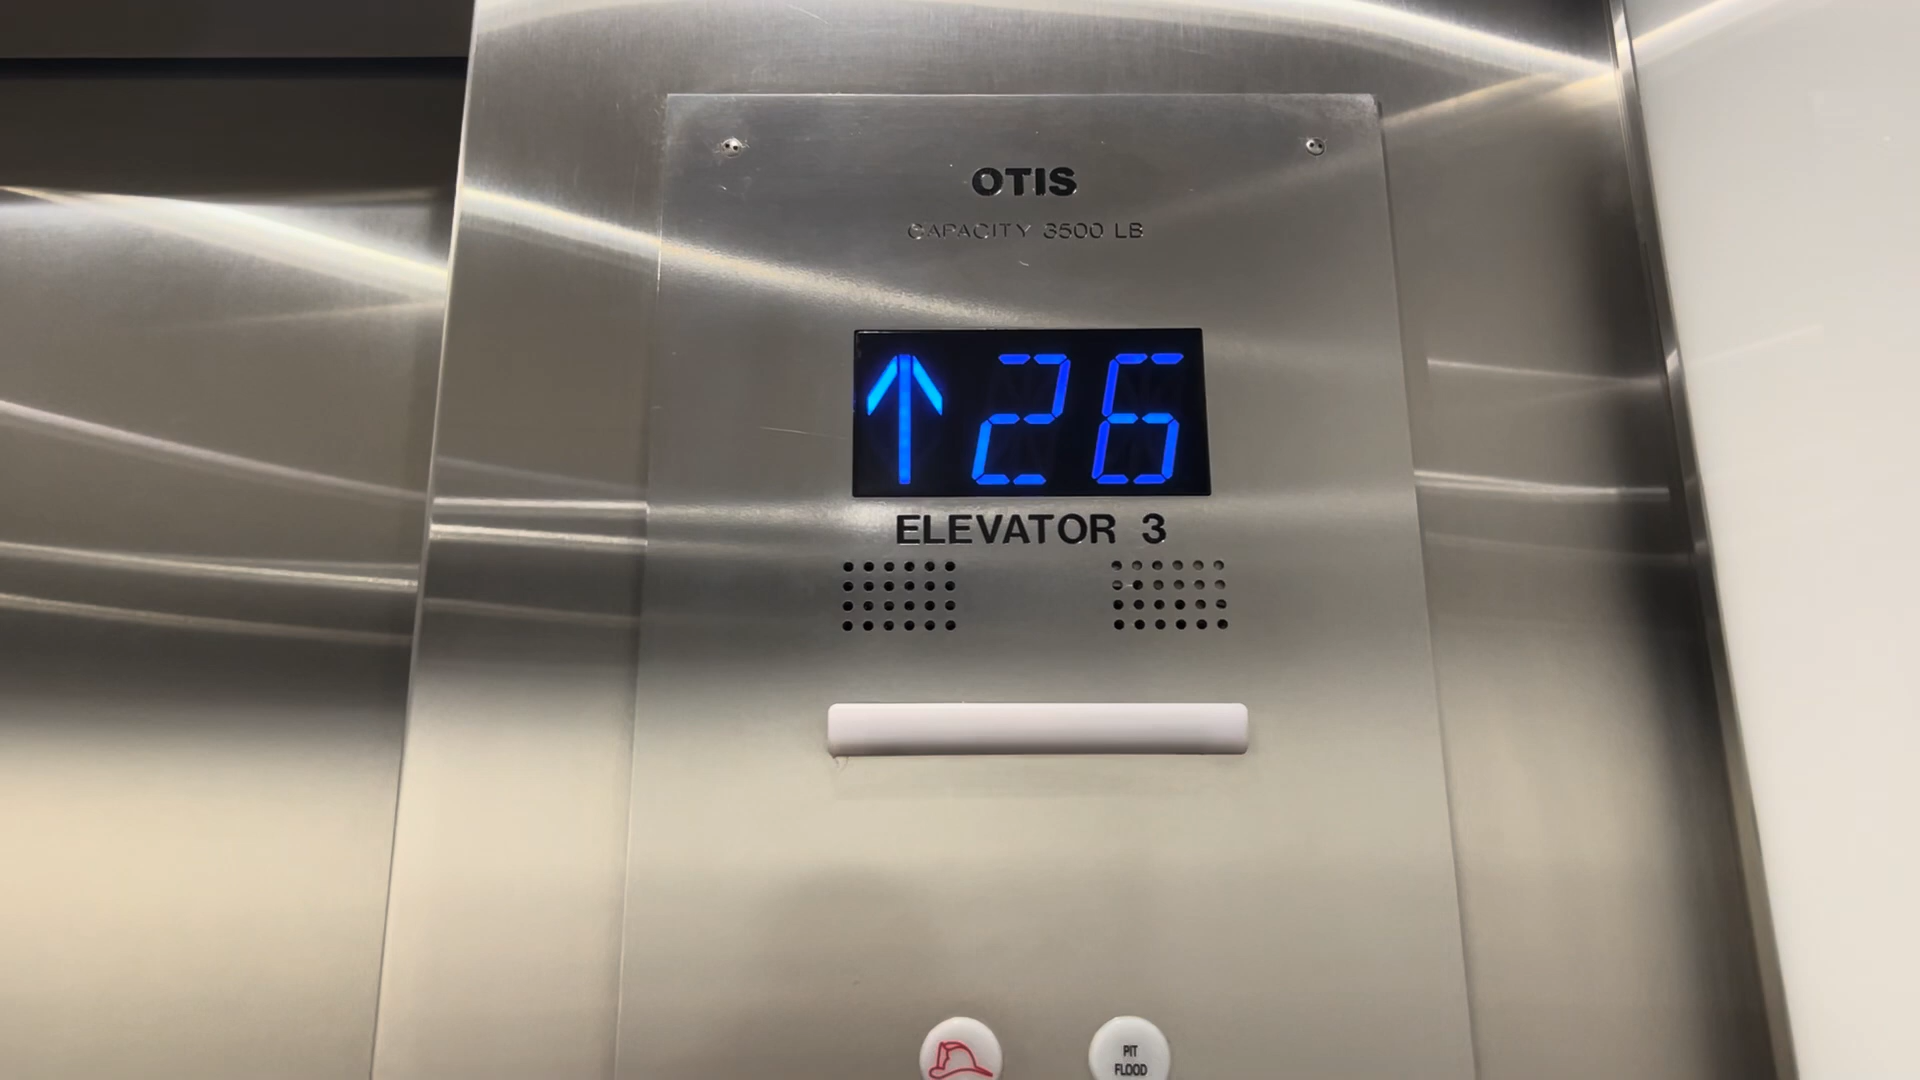 OTIS
CAPACITY 3500 LB
↑26
ELEVATOR 3
PIT
FLOOD